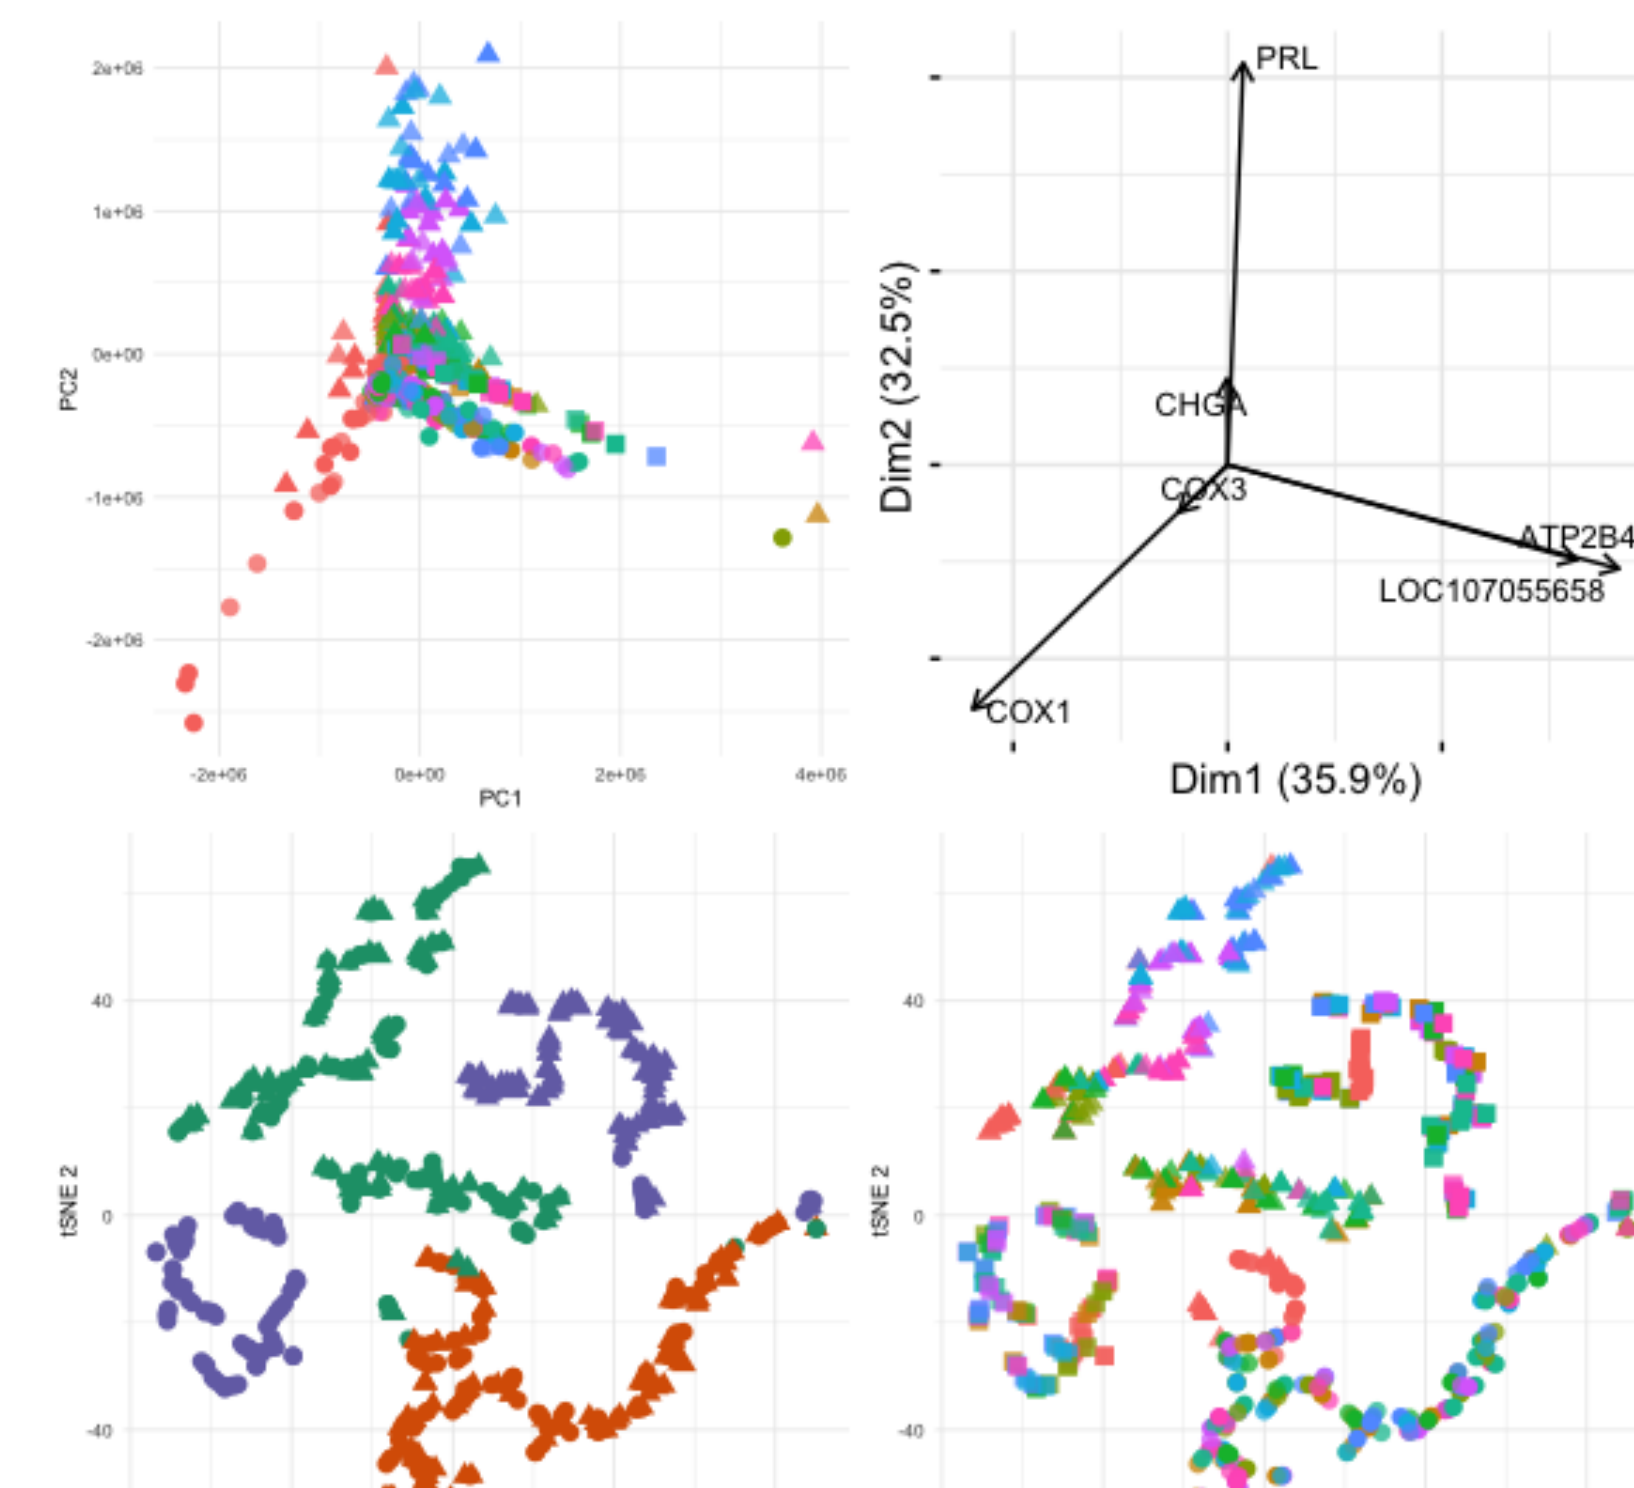 2e+06
1e+06
0e+00
-1e+06
-2e+06
PC2
-2e+06
0e+00
2e+06
4e+06
PC1
PRL
CHGA
COX3
ATP2B4
LOC107055658
COX1
Dim2 (32.5%)
Dim1 (35.9%)
40
0
-40
tSNE 2
40
0
-40
tSNE 2